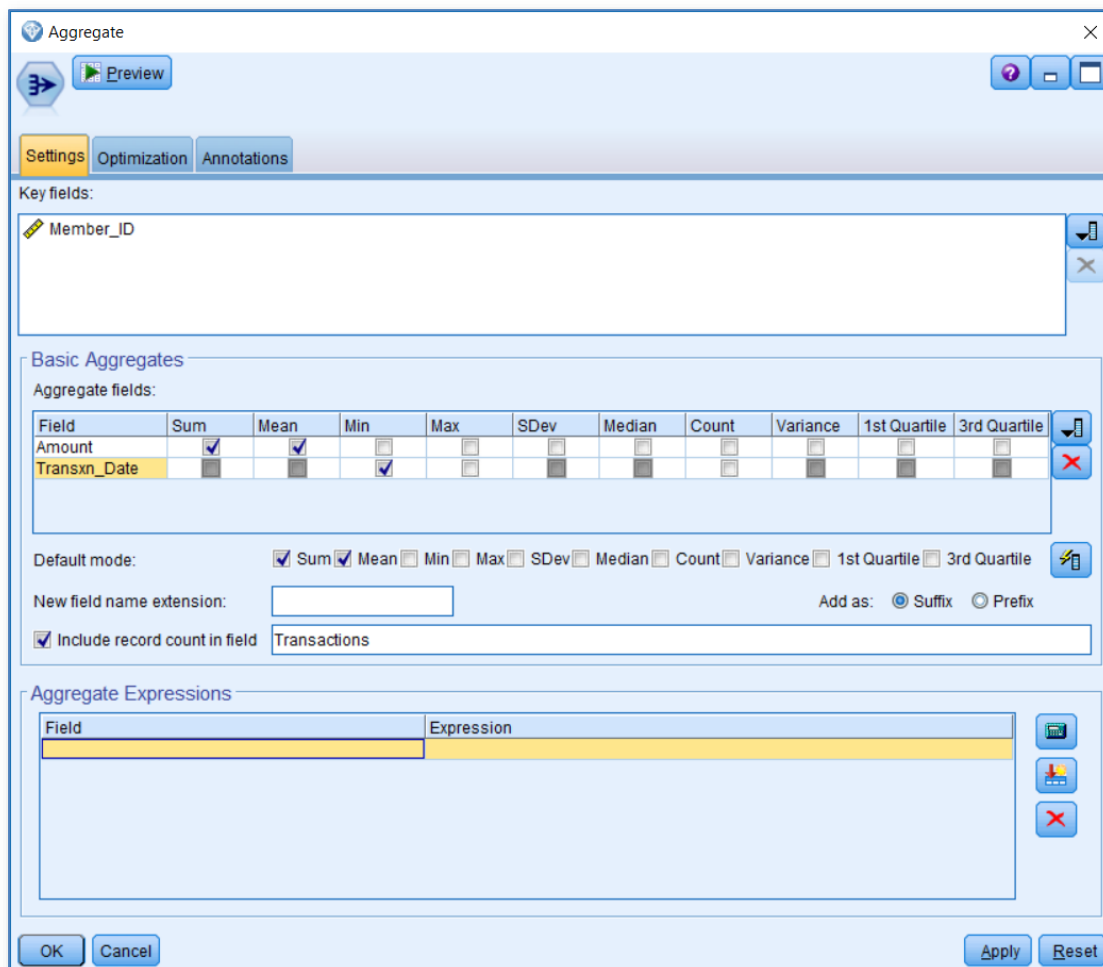 Aggregate
Preview
Settings Optimization Annotations
Key fields:
Member_ID
Basic Aggregates
Aggregate fields:
Field Sum Mean Min Max SDev Median Count Variance 1st Quartile 3rd Quartile
Amount
Transxn_Date
Default mode: Sum Mean Min Max SDev Median Count Variance 1st Quartile 3rd Quartile
New field name extension: Add as: Suffix Prefix
Include record count in field Transactions
Aggregate Expressions
Field Expression
OK Cancel Apply Reset